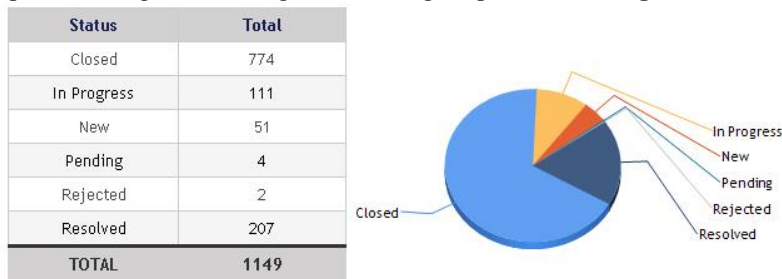 Status Total
Closed 774
In Progress 111
New 51
Pending 4
Rejected 2
Resolved 207
TOTAL 1149
In Progress
New
Pending
Rejected
Closed
Resolved